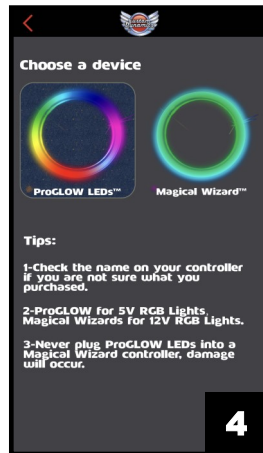 Custom
Dynamics
Choose a device
ProGLOW LEDs™
Magical Wizard™
Tips:
1-Check the name on your controller
if you are not sure what you
purchased.
2-ProGLOW for 5V RGB Lights,
Magical Wizards for 12V RGB Lights.
3-Never plug ProGLOW LEDs into a
Magical Wizard controller, damage
will occur.
4